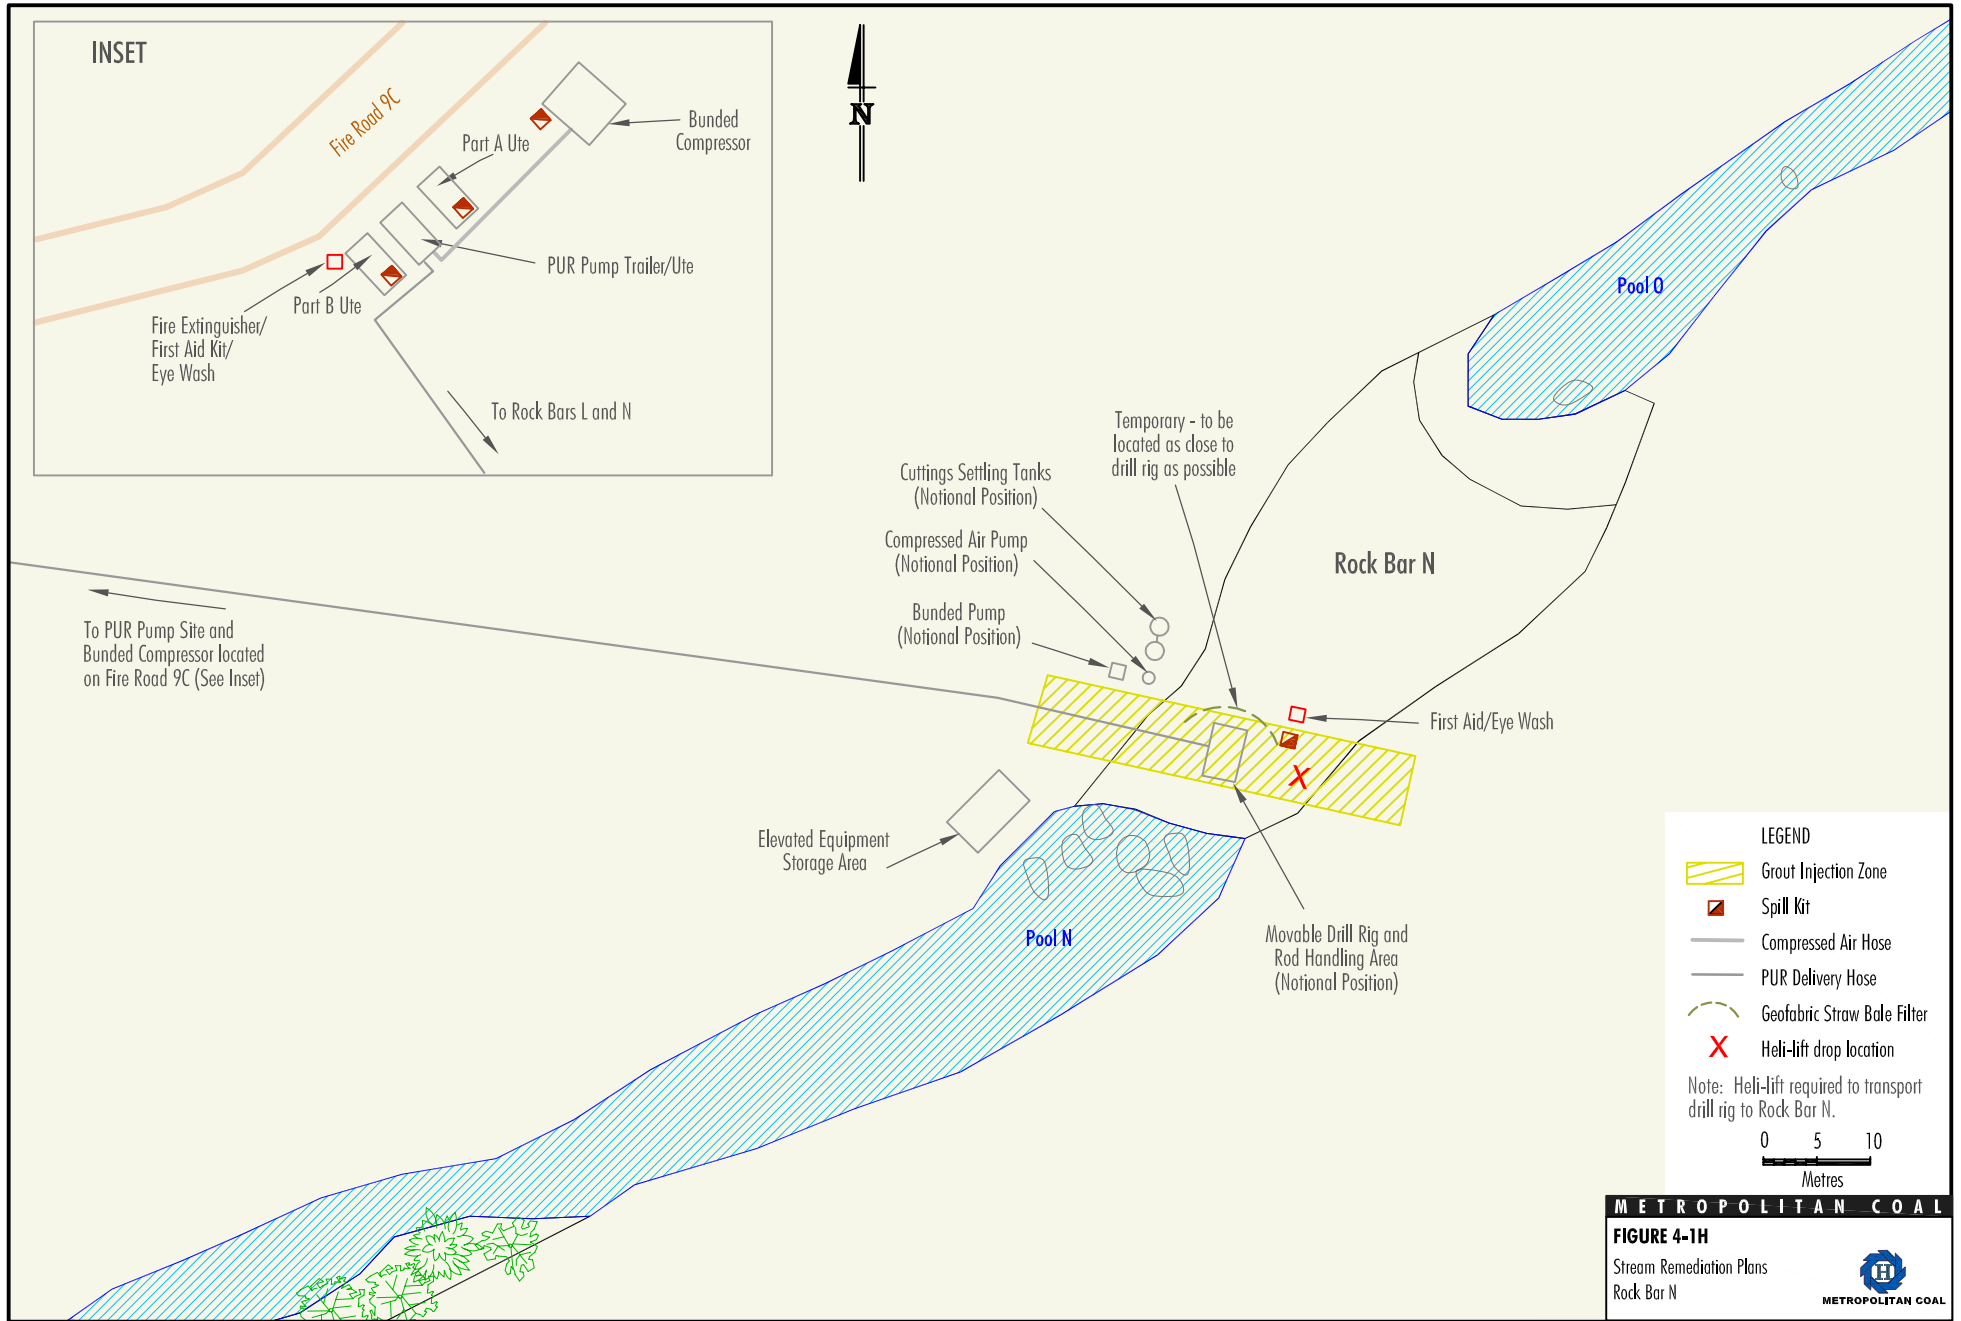 INSET
Fire Road 9C
Part A Ute
Bunded
Compressor
PUR Pump Trailer/Ute
Part B Ute
Fire Extinguisher/
First Aid Kit/
Eye Wash
To Rock Bars L and N
N
Pool O
Temporary - to be
located as close to
drill rig as possible
Cuttings Settling Tanks
(Notional Position)
Compressed Air Pump
(Notional Position)
Bunded Pump
(Notional Position)
Rock Bar N
To PUR Pump Site and
Bunded Compressor located
on Fire Road 9C (See Inset)
First Aid/Eye Wash
X
Elevated Equipment
Storage Area
Pool N
Movable Drill Rig and
Rod Handling Area
(Notional Position)
LEGEND
Grout Injection Zone
Spill Kit
Compressed Air Hose
PUR Delivery Hose
Geofabric Straw Bale Filter
X Heli-lift drop location
Note: Heli-lift required to transport
drill rig to Rock Bar N.
0 5 10
Metres
METROPOLITAN COAL
FIGURE 4-1H
Stream Remediation Plans
Rock Bar N
H
METROPOLITAN COAL